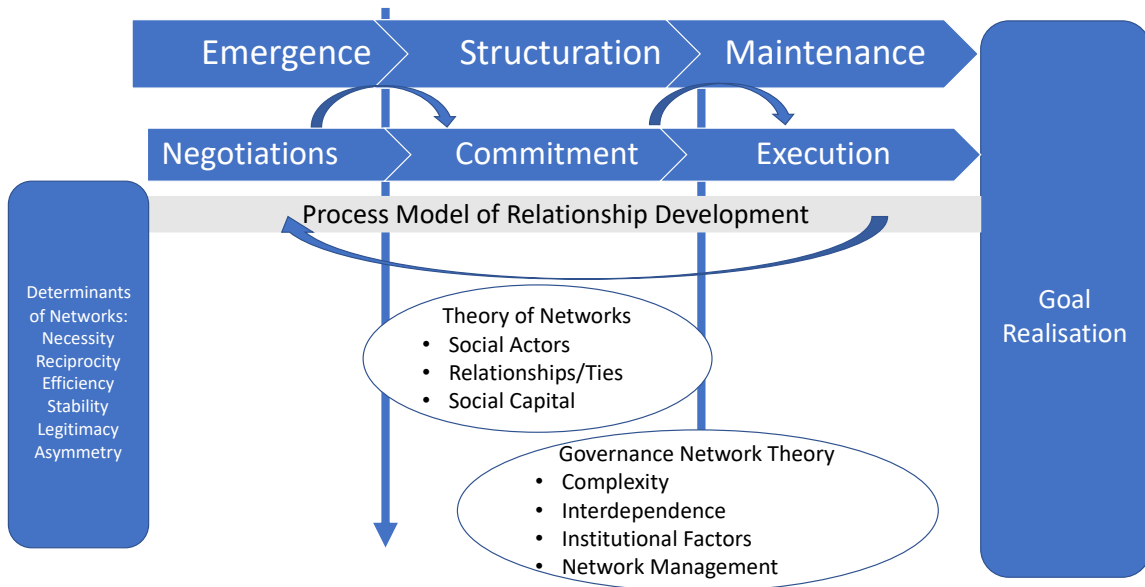 Emergence
Structuration
Maintenance
Negotiations
Commitment
Execution
Process Model of Relationship Development
Determinants
of Networks:
Necessity
Reciprocity
Efficiency
Stability
Legitimacy
Asymmetry
Theory of Networks
• Social Actors
• Relationships/Ties
• Social Capital
Governance Network Theory
• Complexity
• Interdependence
• Institutional Factors
• Network Management
Goal
Realisation